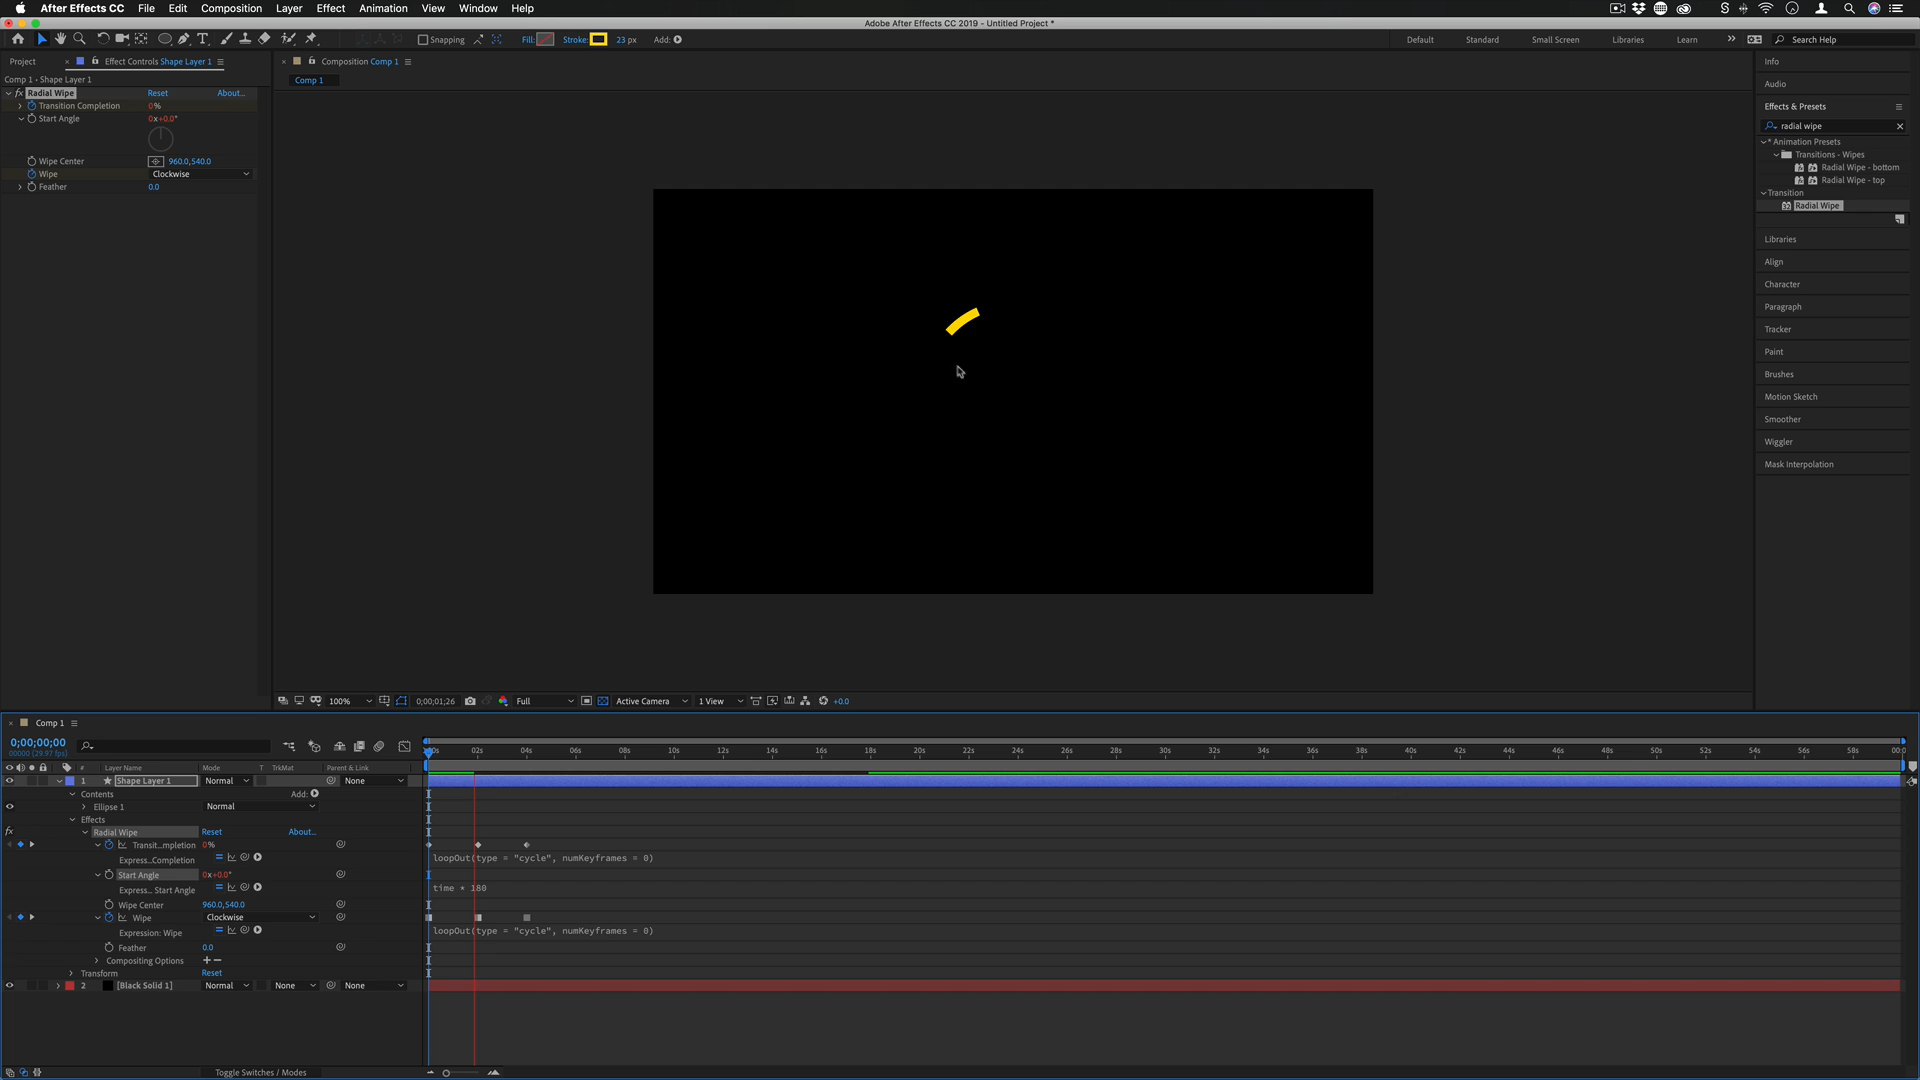 After Effects CC File Edit Composition Layer Effect Animation View Window Help
Adobe After Effects CC 2019 - Untitled Project *
Snapping Fill: Stroke: 23 px Add: Default Standard Small Screen Libraries Learn Search Help
Project Effect Controls Shape Layer 1 Composition Comp 1 Info
Comp 1 • Shape Layer 1 Comp 1
Audio
fx Radial Wipe Reset About...
Transition Completion 0%
Start Angle 0x+0.0°
Wipe Center 960.0,540.0
Wipe Clockwise
Feather 0.0
Effects & Presets
radial wipe
* Animation Presets
Transitions - Wipes
Radial Wipe - bottom
Radial Wipe - top
Transition
32 Radial Wipe
Libraries
Align
Character
Paragraph
Tracker
Paint
Brushes
Motion Sketch
Smoother
Wiggler
Mask Interpolation
100% 0;00;01;26 Full Active Camera 1 View +0.0
Comp 1
0;00;00;00
00000 (29.97 fps)
:00s 02s 04s 06s 08s 10s 12s 14s 16s 18s 20s 22s 24s 26s 28s 30s 32s 34s 36s 38s 40s 42s 44s 46s 48s 50s 52s 54s 56s 58s 00:0
# Layer Name Mode T TrkMat Parent & Link
1 Shape Layer 1 Normal None
Contents Add:
Ellipse 1 Normal
Effects
fx Radial Wipe Reset About...
Transit...mpletion 0%
Express...Completion loopOut(type = "cycle", numKeyframes = 0)
Start Angle 0x+0.0°
Express... Start Angle time * 180
Wipe Center 960.0,540.0
Wipe Clockwise
Expression: Wipe loopOut(type = "cycle", numKeyframes = 0)
Feather 0.0
Compositing Options + −
Transform Reset
2 [Black Solid 1] Normal None None
Toggle Switches / Modes